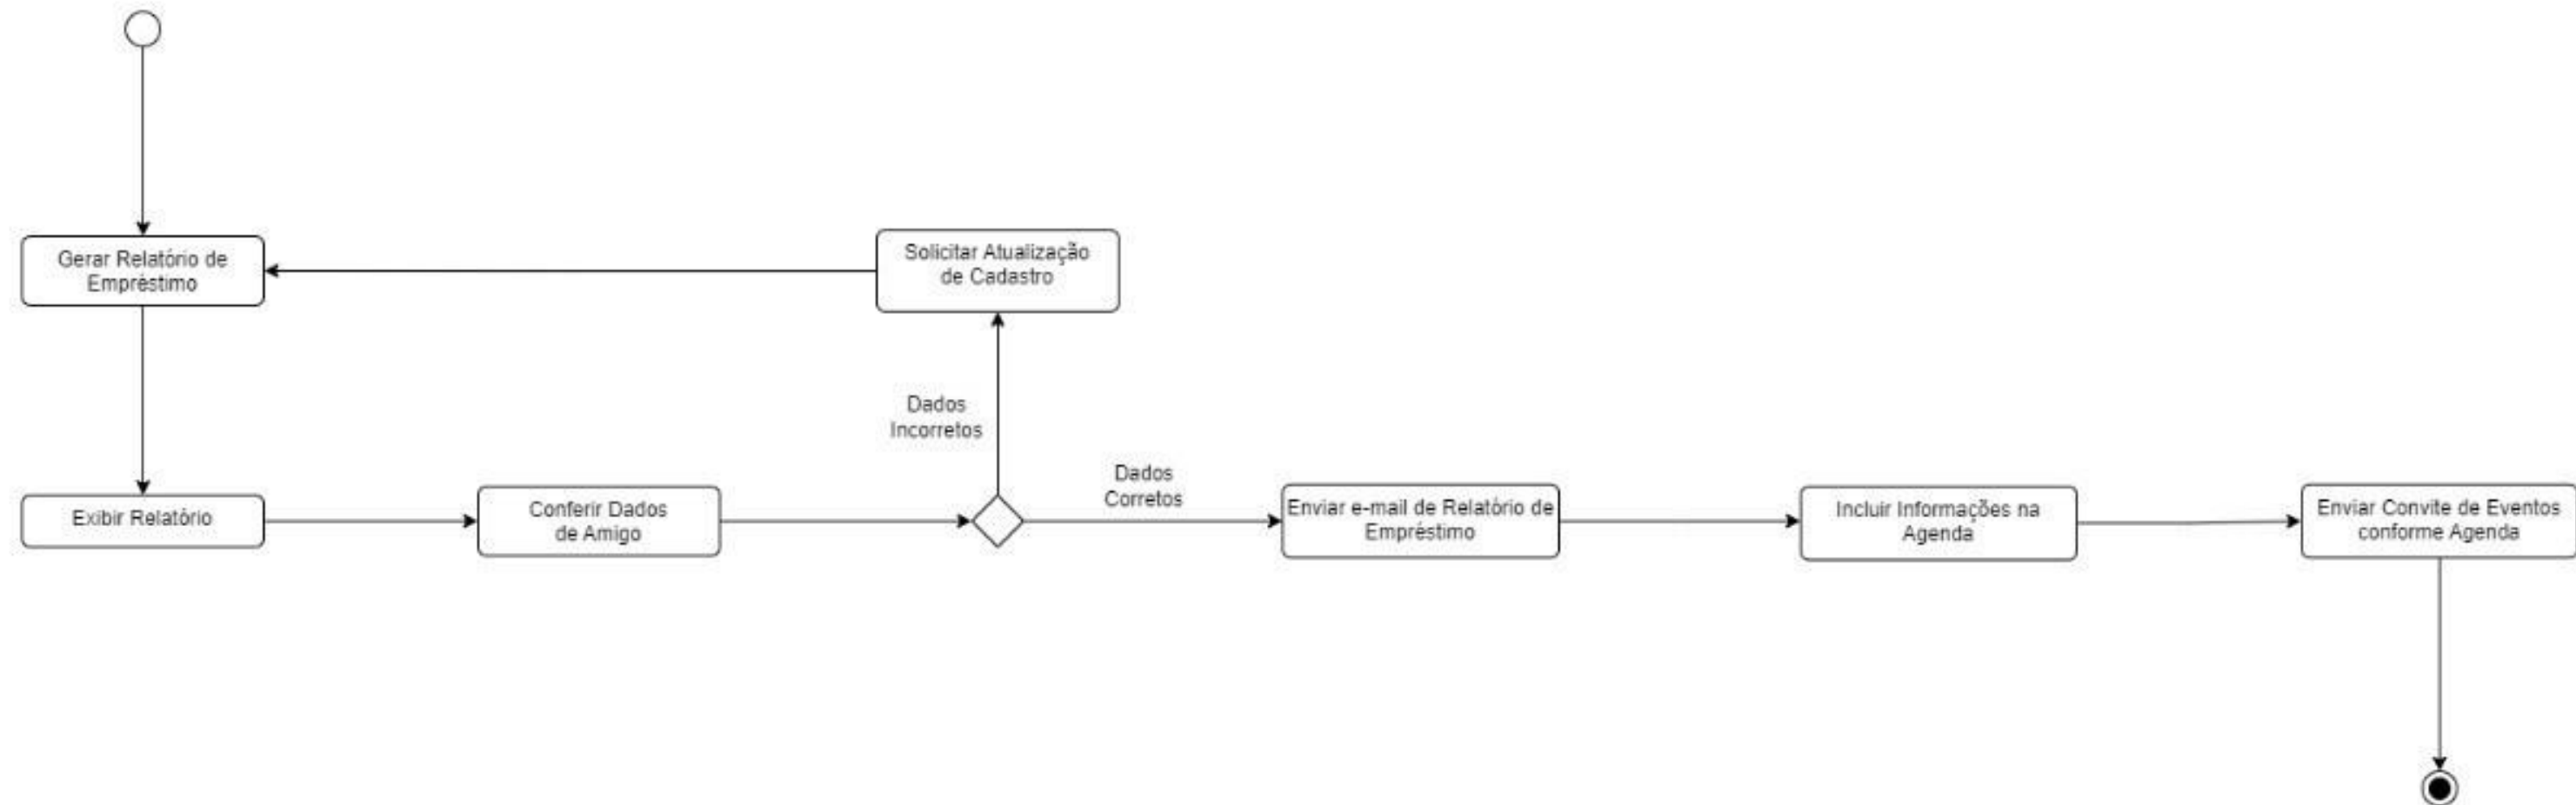 Gerar Relatório de
Empréstimo
Solicitar Atualização
de Cadastro
Dados
Incorretos
Dados
Corretos
Exibir Relatório
Conferir Dados
de Amigo
Enviar e-mail de Relatório de
Empréstimo
Incluir Informações na
Agenda
Enviar Convite de Eventos
conforme Agenda